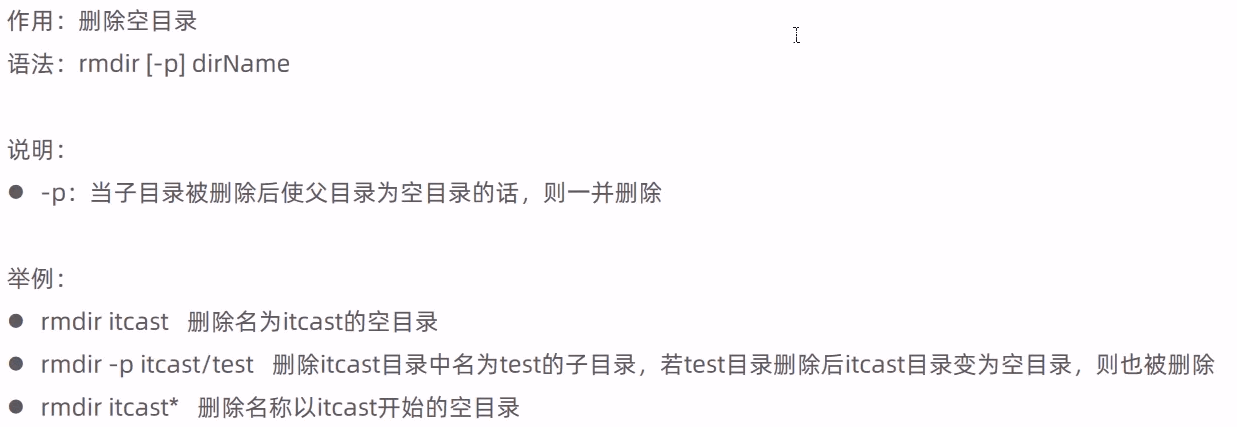 作用：删除空目录
语法：rmdir [-p] dirName
说明：
● -p：当子目录被删除后使父目录为空目录的话，则一并删除
举例：
● rmdir itcast 删除名为itcast的空目录
● rmdir -p itcast/test 删除itcast目录中名为test的子目录，若test目录删除后itcast目录变为空目录，则也被删除
● rmdir itcast* 删除名称以itcast开始的空目录